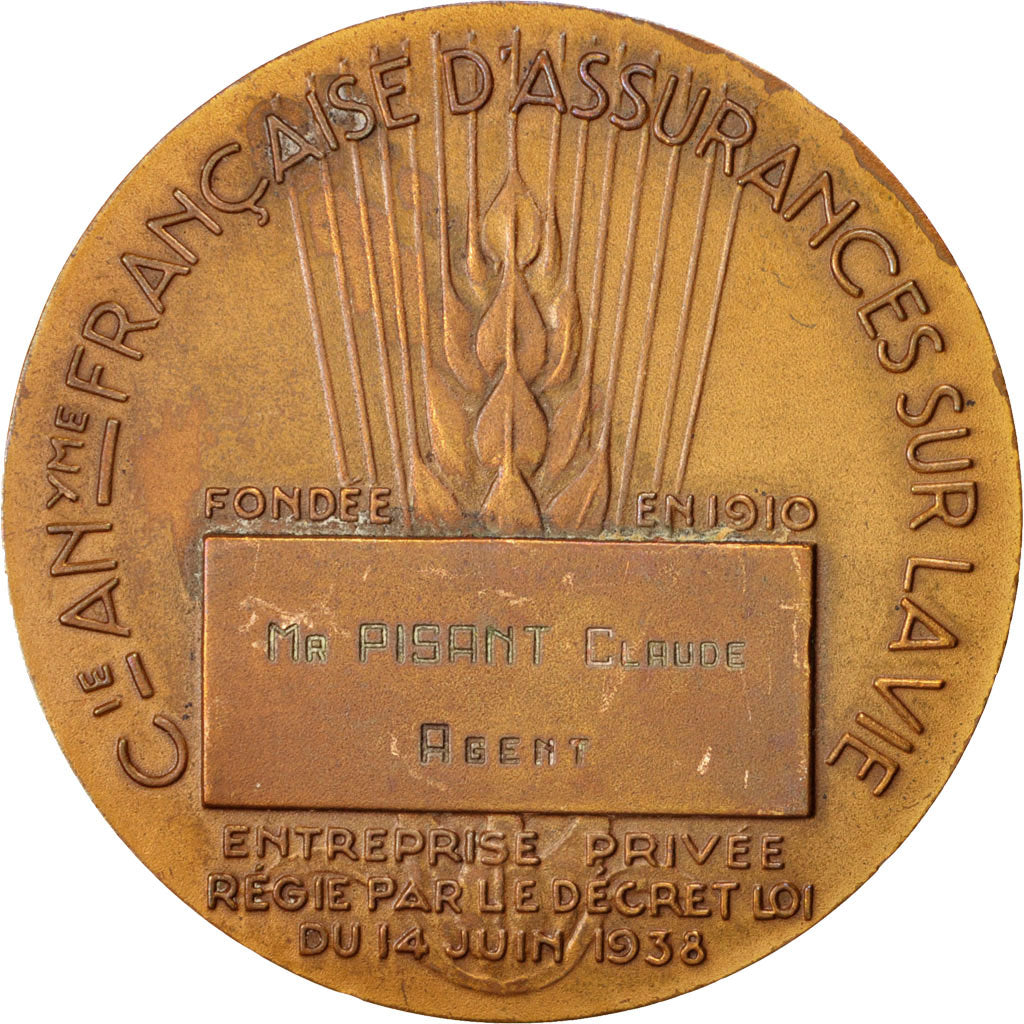 Cie ANyme FRANÇAISE D'ASSURANCES SUR LA VIE
FONDÉE EN 1910
Mr PISANT Claude
Agent
ENTREPRISE PRIVÉE
RÉGIE PAR LE DÉCRET LOI
DU 14 JUIN 1938